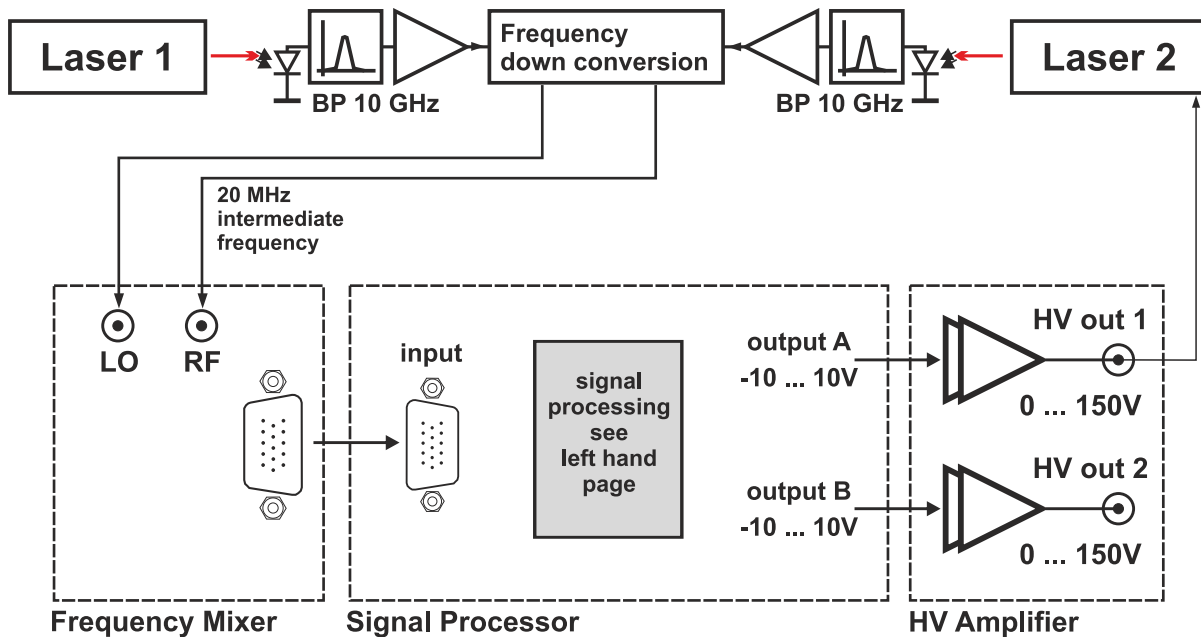 Laser 1
BP 10 GHz
Frequency
down conversion
BP 10 GHz
Laser 2
20 MHz
intermediate
frequency
LO
RF
input
signal
processing
see
left hand
page
output A
-10 ... 10V
output B
-10 ... 10V
HV out 1
0 ... 150V
HV out 2
0 ... 150V
Frequency Mixer
Signal Processor
HV Amplifier